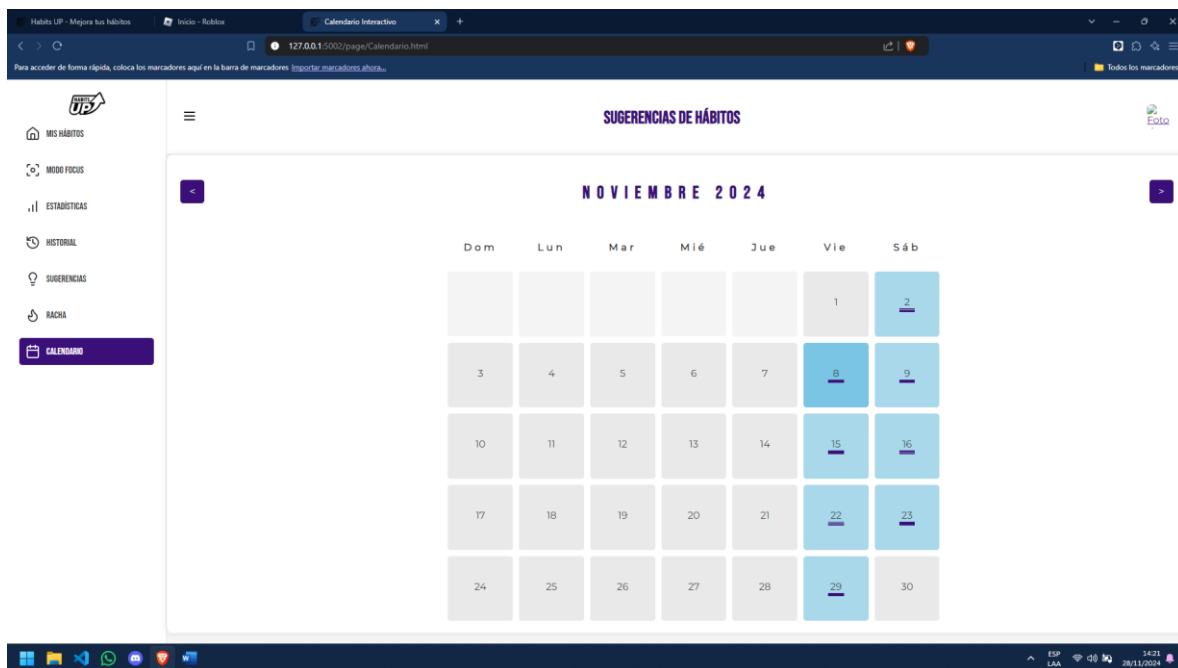 Habits UP - Mejora tus hábitos
Inicio - Roblox
Calendario Interactivo
127.0.0.1:5002/page/Calendario.html
Para acceder de forma rápida, coloca los marcadores aquí en la barra de marcadores Importar marcadores ahora...
Todos los marcadores
HABITS
UP
SUGERENCIAS DE HÁBITOS
Foto
MIS HÁBITOS
MODO FOCUS
ESTADÍSTICAS
HISTORIAL
SUGERENCIAS
RACHA
CALENDARIO
< NOVIEMBRE 2024 >
Dom Lun Mar Mié Jue Vie Sáb
1 2
3 4 5 6 7 8 9
10 11 12 13 14 15 16
17 18 19 20 21 22 23
24 25 26 27 28 29 30
ESP
LAA
14:21
28/11/2024